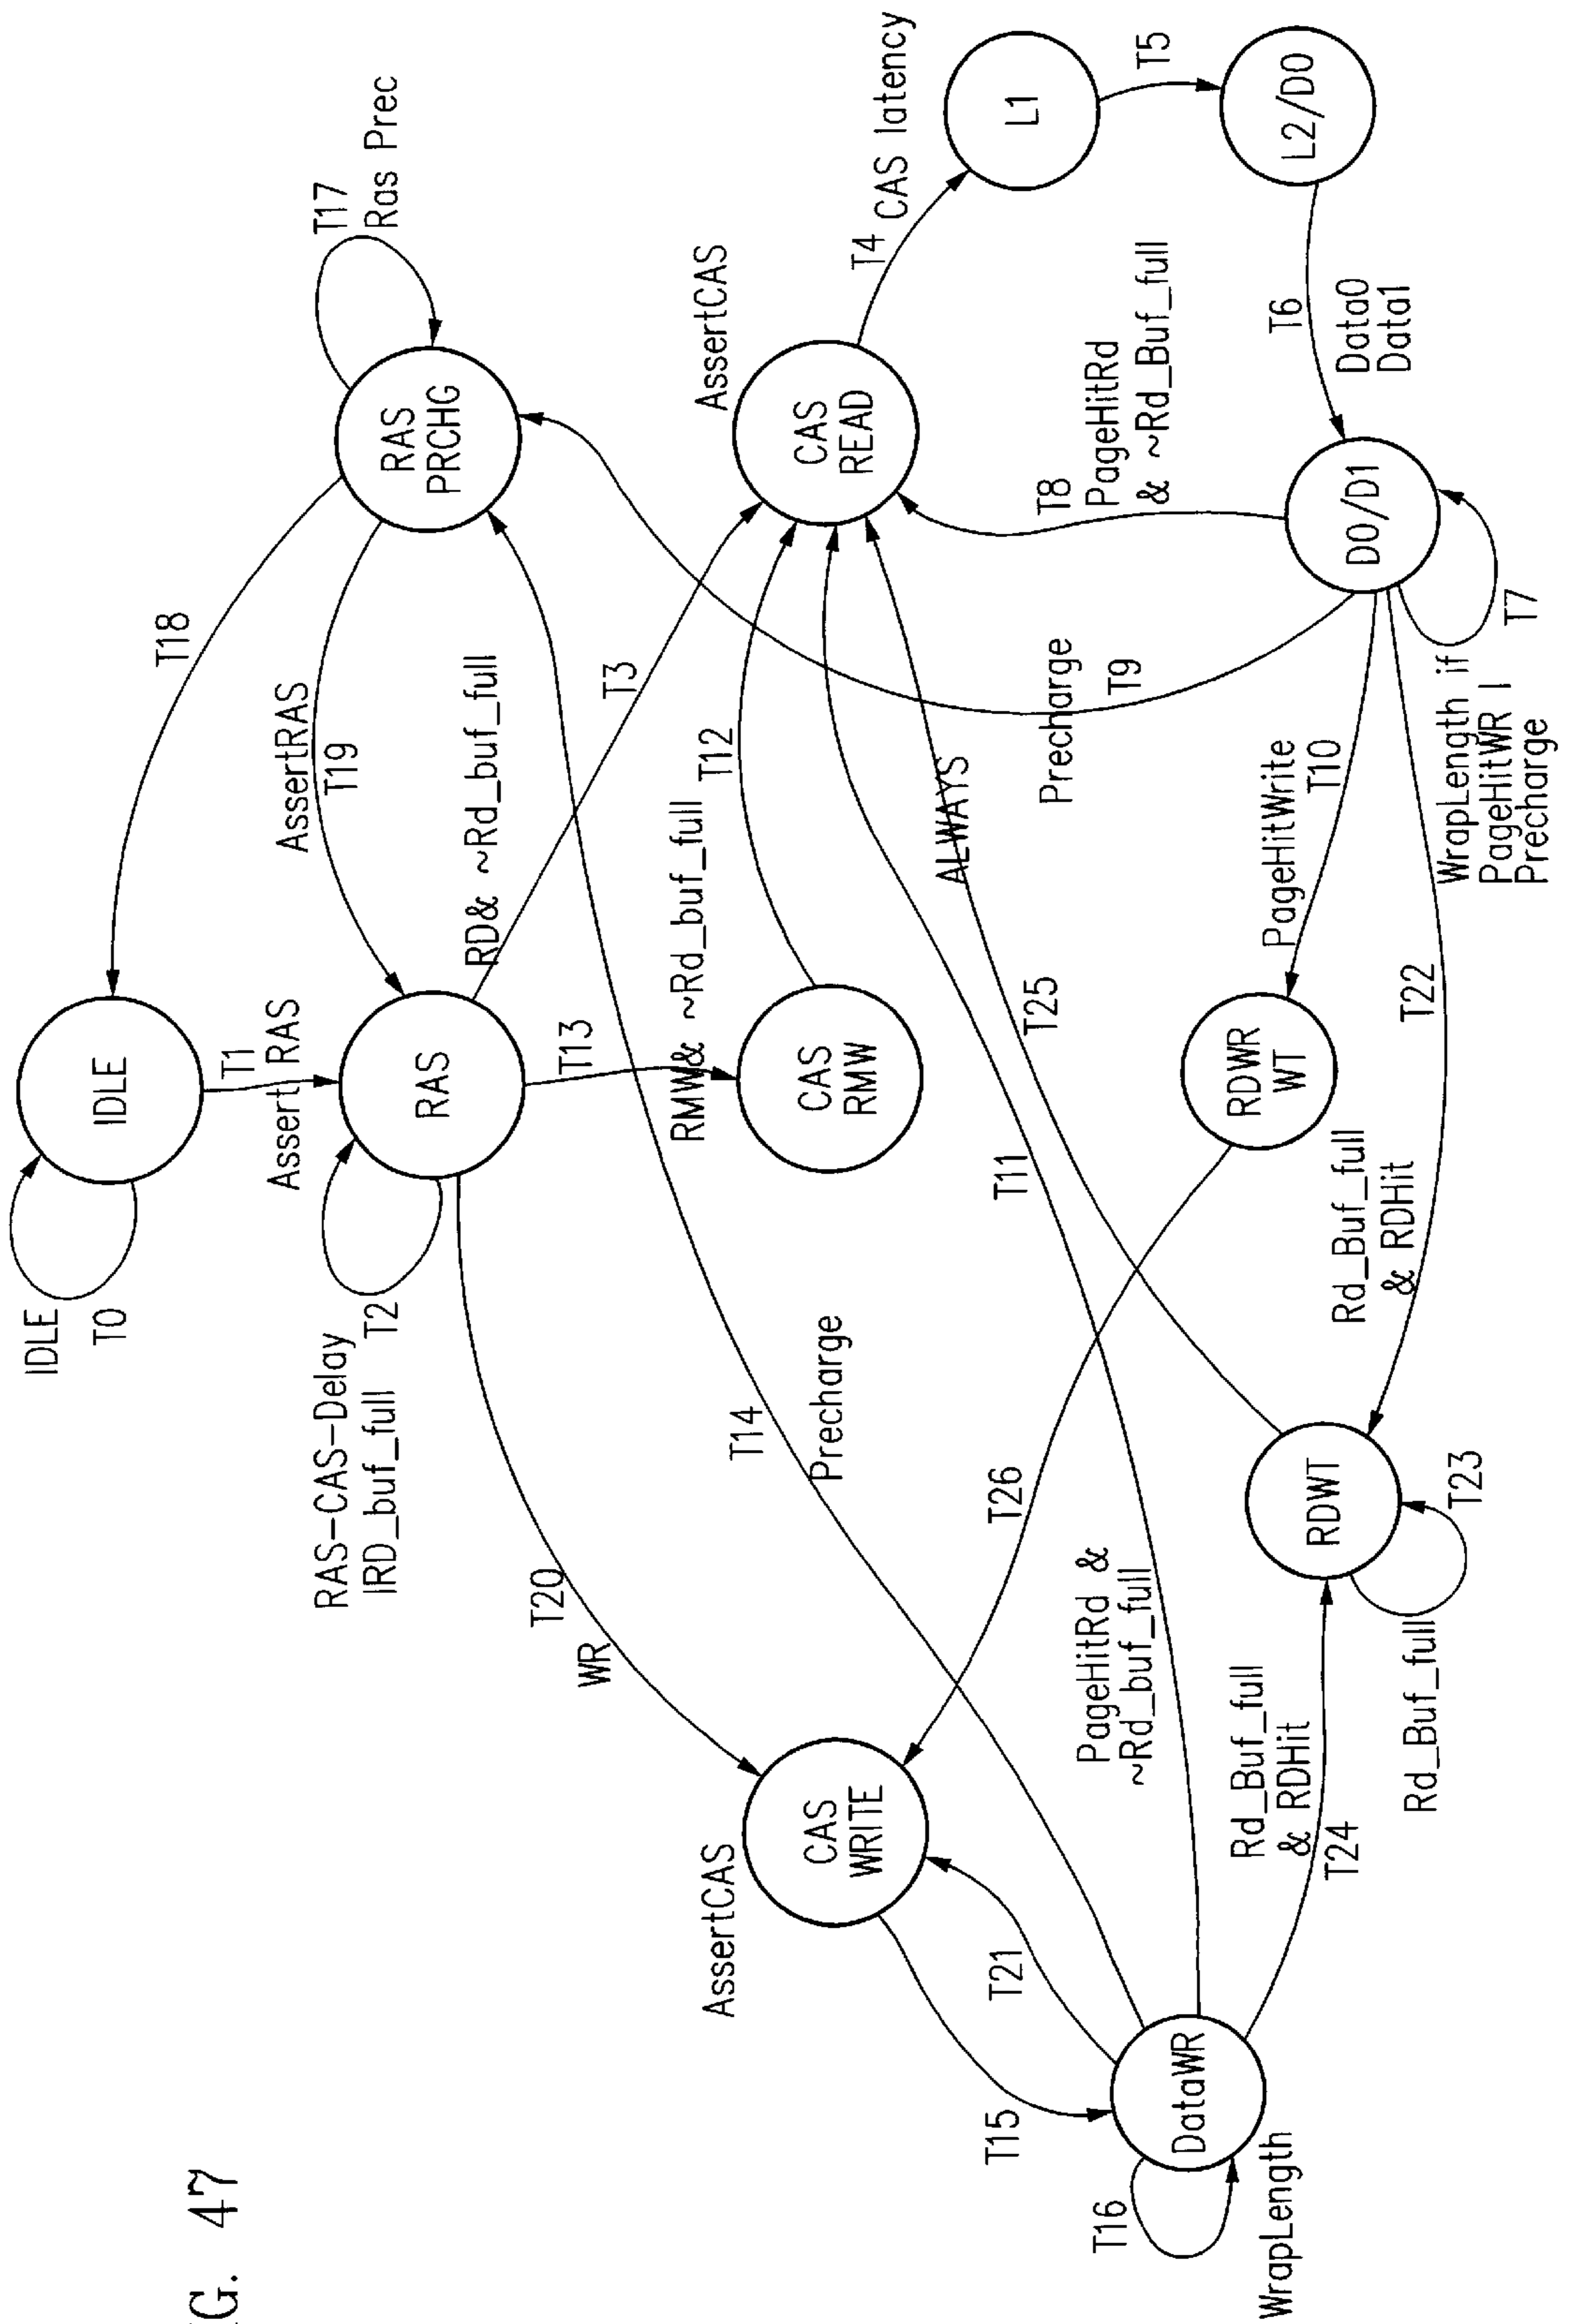 G. 47
IDLE
T0
IDLE
T18
T1
Assert RAS
RAS-CAS-Delay
IRD_buf_full
T2
RAS
AssertRAS
T19
RAS
PRCHG
T17
Ras Prec
RD& ~Rd_buf_full
T3
T13
RMW& ~Rd_buf_full
T12
T20
WR
T14
Precharge
AssertCAS
CAS
WRITE
CAS
RMW
AssertCAS
CAS
READ
T4
CAS latency
L1
T5
L2/D0
T6
Data0
Data1
T8
PageHitRd
& ~Rd_Buf_full
ALWAYS
Precharge
T9
T25
T11
T26
T21
T15
T16
DataWR
WrapLength
PageHitRd &
~Rd_buf_full
Rd_Buf_full
& RDHit
T24
RDWT
T23
Rd_Buf_full
RDWR
WT
PageHitWrite
T10
Rd_Buf_full
& RDHit
T22
D0/D1
T7
WrapLength if
PageHitWR |
Precharge